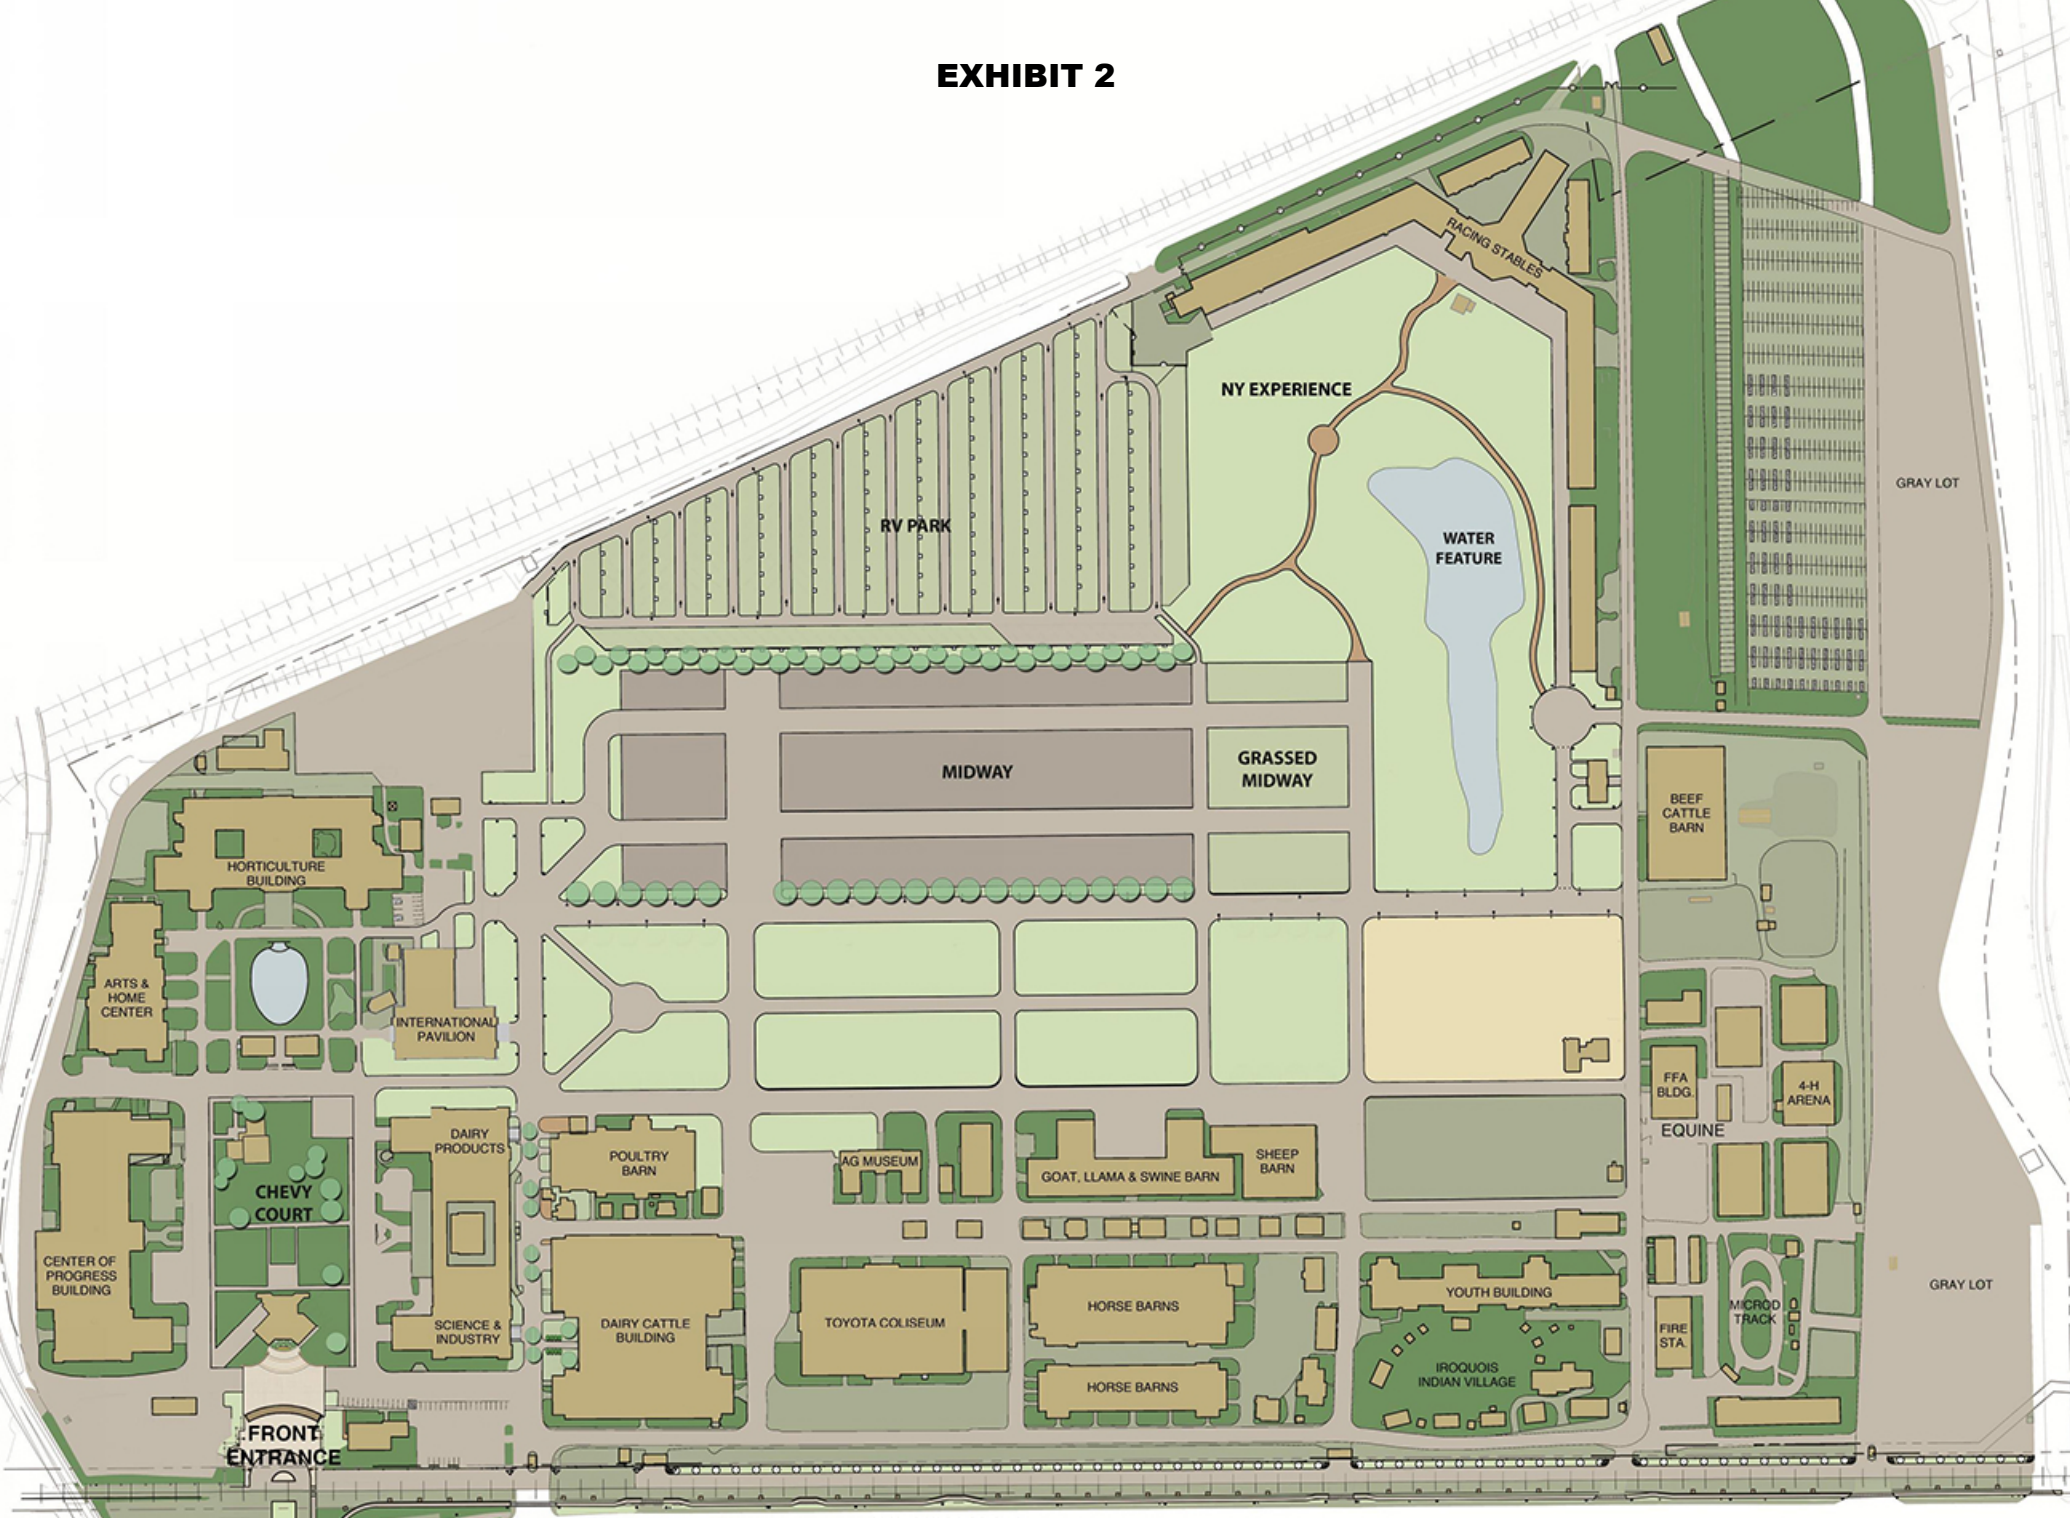 EXHIBIT 2
RACING STABLES
NY EXPERIENCE
GRAY LOT
RV PARK
WATER
FEATURE
MIDWAY
GRASSED
MIDWAY
BEEF
CATTLE
BARN
HORTICULTURE
BUILDING
ARTS &
HOME
CENTER
INTERNATIONAL
PAVILION
FFA
BLDG.
4-H
ARENA
EQUINE
DAIRY
PRODUCTS
POULTRY
BARN
AG MUSEUM
GOAT, LLAMA & SWINE BARN
SHEEP
BARN
CHEVY
COURT
CENTER OF
PROGRESS
BUILDING
GRAY LOT
YOUTH BUILDING
HORSE BARNS
MICROD
TRACK
SCIENCE &
INDUSTRY
DAIRY CATTLE
BUILDING
TOYOTA COLISEUM
FIRE
STA.
IROQUOIS
INDIAN VILLAGE
HORSE BARNS
FRONT
ENTRANCE